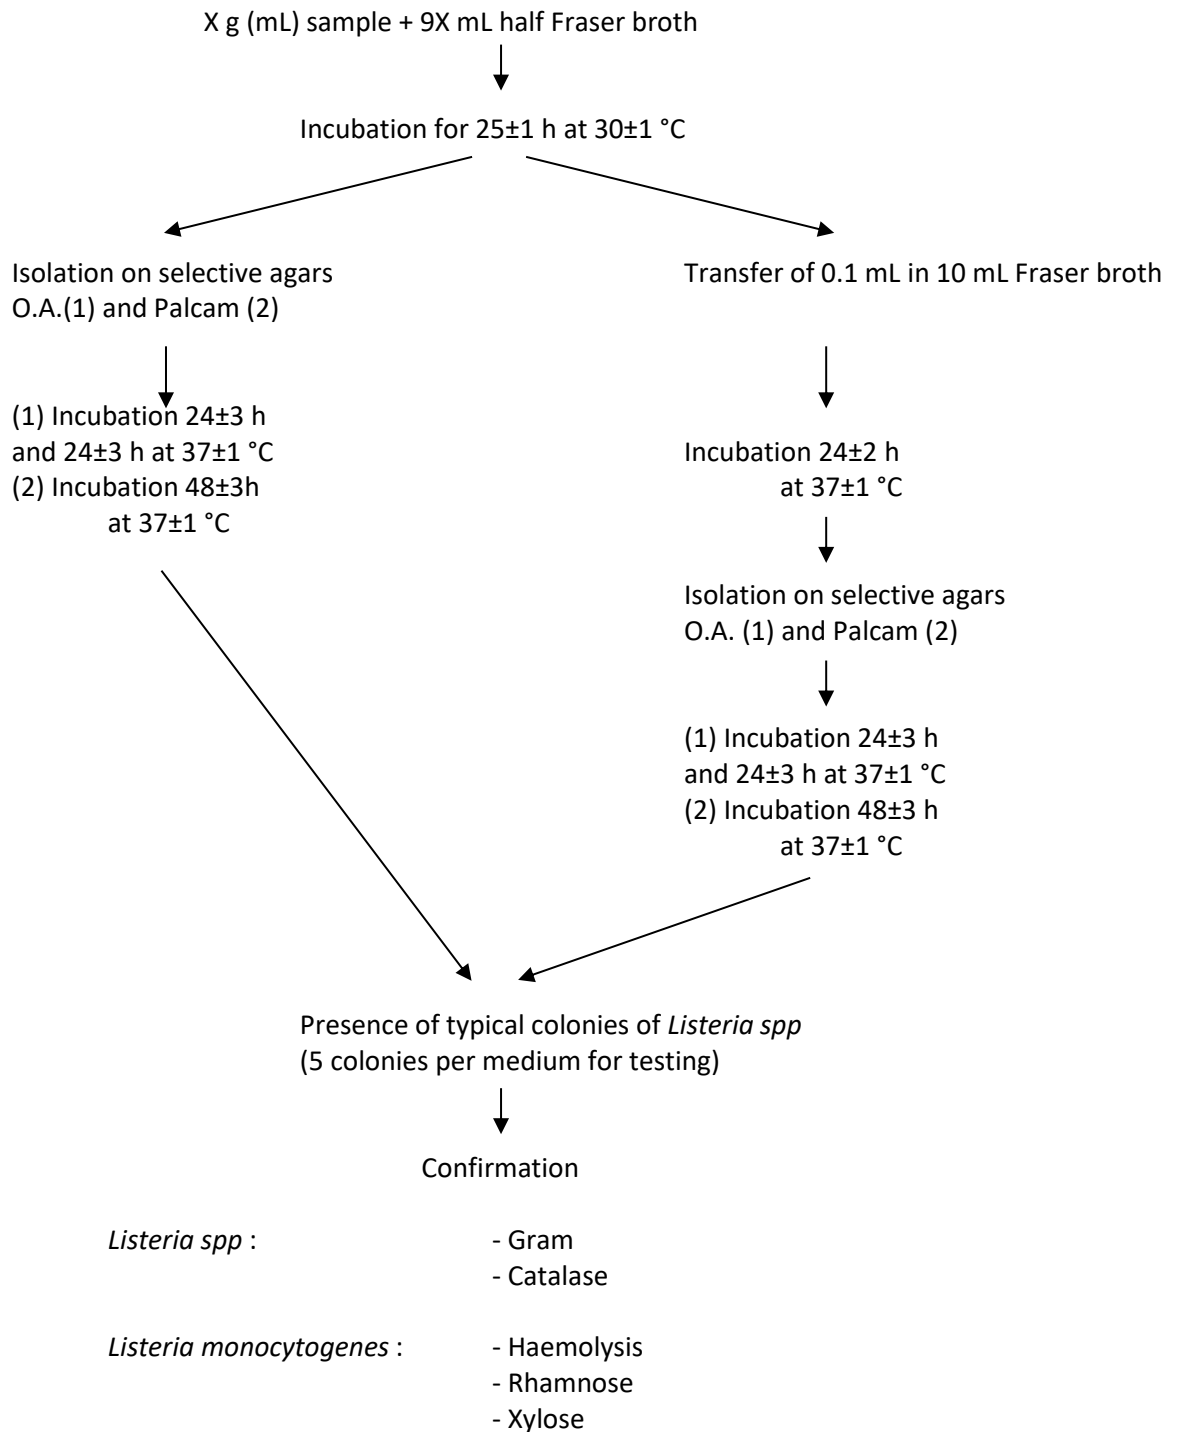 X g (mL) sample + 9X mL half Fraser broth
Incubation for 25±1 h at 30±1 °C
Isolation on selective agars
O.A.(1) and Palcam (2)
(1) Incubation 24±3 h
and 24±3 h at 37±1 °C
(2) Incubation 48±3h
at 37±1 °C
Transfer of 0.1 mL in 10 mL Fraser broth
Incubation 24±2 h
at 37±1 °C
Isolation on selective agars
O.A. (1) and Palcam (2)
(1) Incubation 24±3 h
and 24±3 h at 37±1 °C
(2) Incubation 48±3 h
at 37±1 °C
Presence of typical colonies of Listeria spp
(5 colonies per medium for testing)
Confirmation
Listeria spp : - Gram
- Catalase
Listeria monocytogenes : - Haemolysis
- Rhamnose
- Xylose